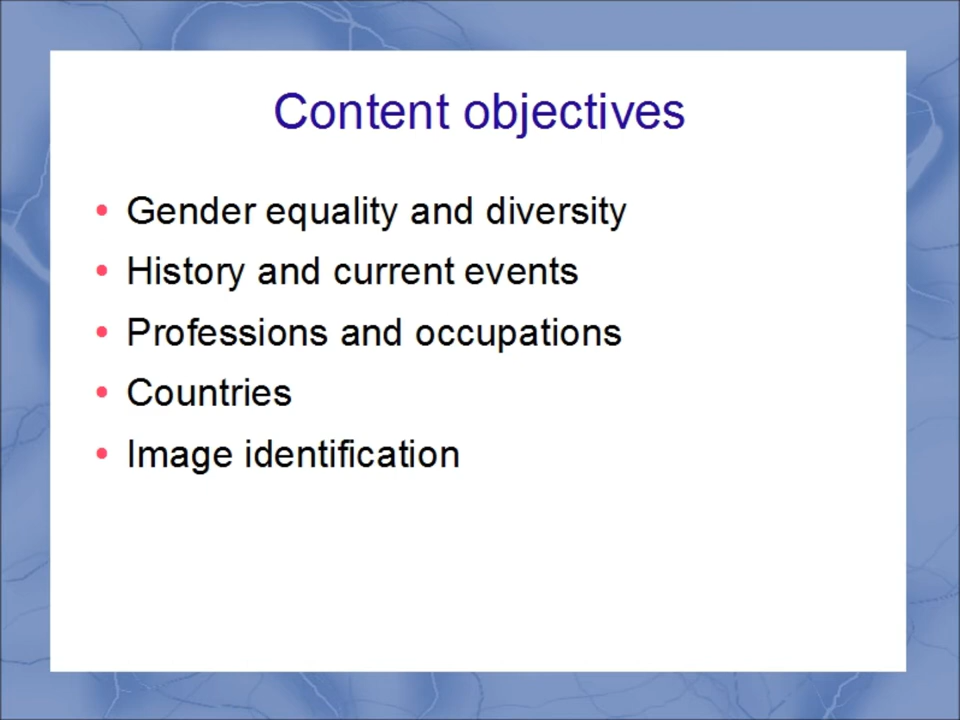 Content objectives
• Gender equality and diversity
• History and current events
• Professions and occupations
• Countries
• Image identification